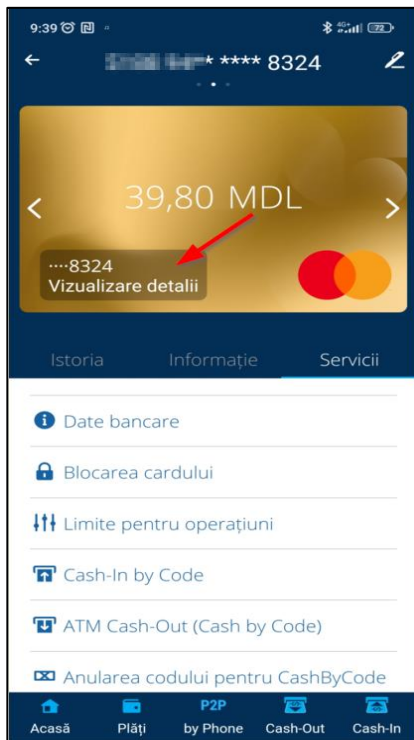 9:39
* **** 8324
39,80 MDL
····8324
Vizualizare detalii
Istoria Informație Servicii
Date bancare
Blocarea cardului
Limite pentru operațiuni
Cash-In by Code
ATM Cash-Out (Cash by Code)
Anularea codului pentru CashByCode
P2P
Acasă Plăți by Phone Cash-Out Cash-In